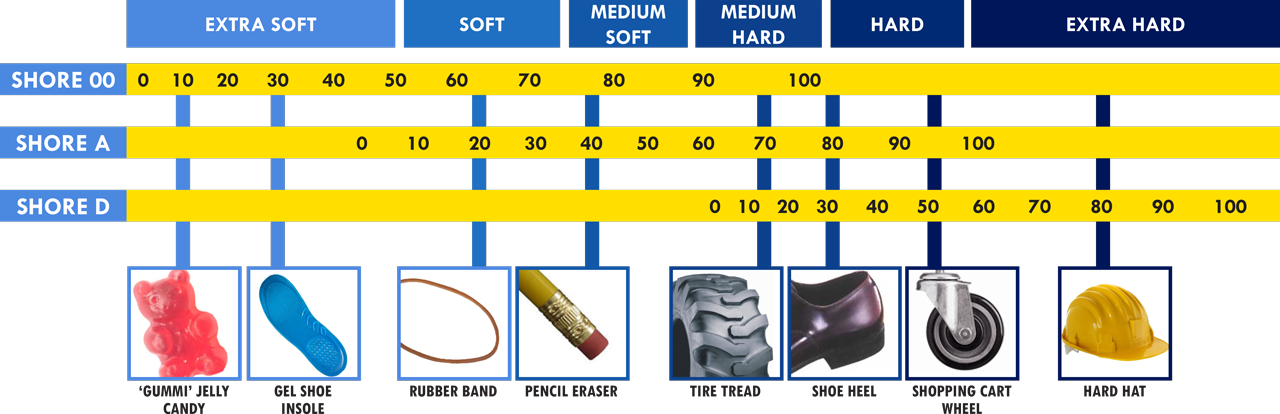 EXTRA SOFT
SOFT
MEDIUM
SOFT
MEDIUM
HARD
HARD
EXTRA HARD
SHORE 00 0 10 20 30 40 50 60 70 80 90 100
SHORE A 0 10 20 30 40 50 60 70 80 90 100
SHORE D 0 10 20 30 40 50 60 70 80 90 100
‘GUMMI’ JELLY
CANDY
GEL SHOE
INSOLE
RUBBER BAND
PENCIL ERASER
TIRE TREAD
SHOE HEEL
SHOPPING CART
WHEEL
HARD HAT